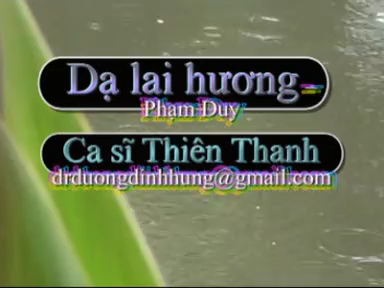 Dạ lai hương
Phạm Duy
Ca sĩ Thiên Thanh
drduongdinhhung@gmail.com